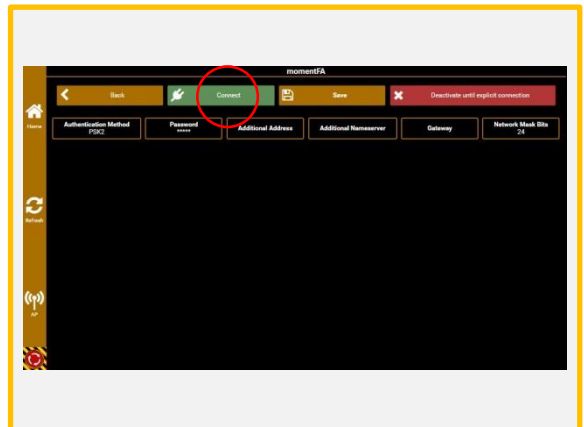 momentFA
Back
Connect
Save
Deactivate until explicit connection
Home
Authentication Method
PSK2
Password
*****
Additional Address
Additional Nameserver
Gateway
Network Mask Bits
24
Refresh
AP